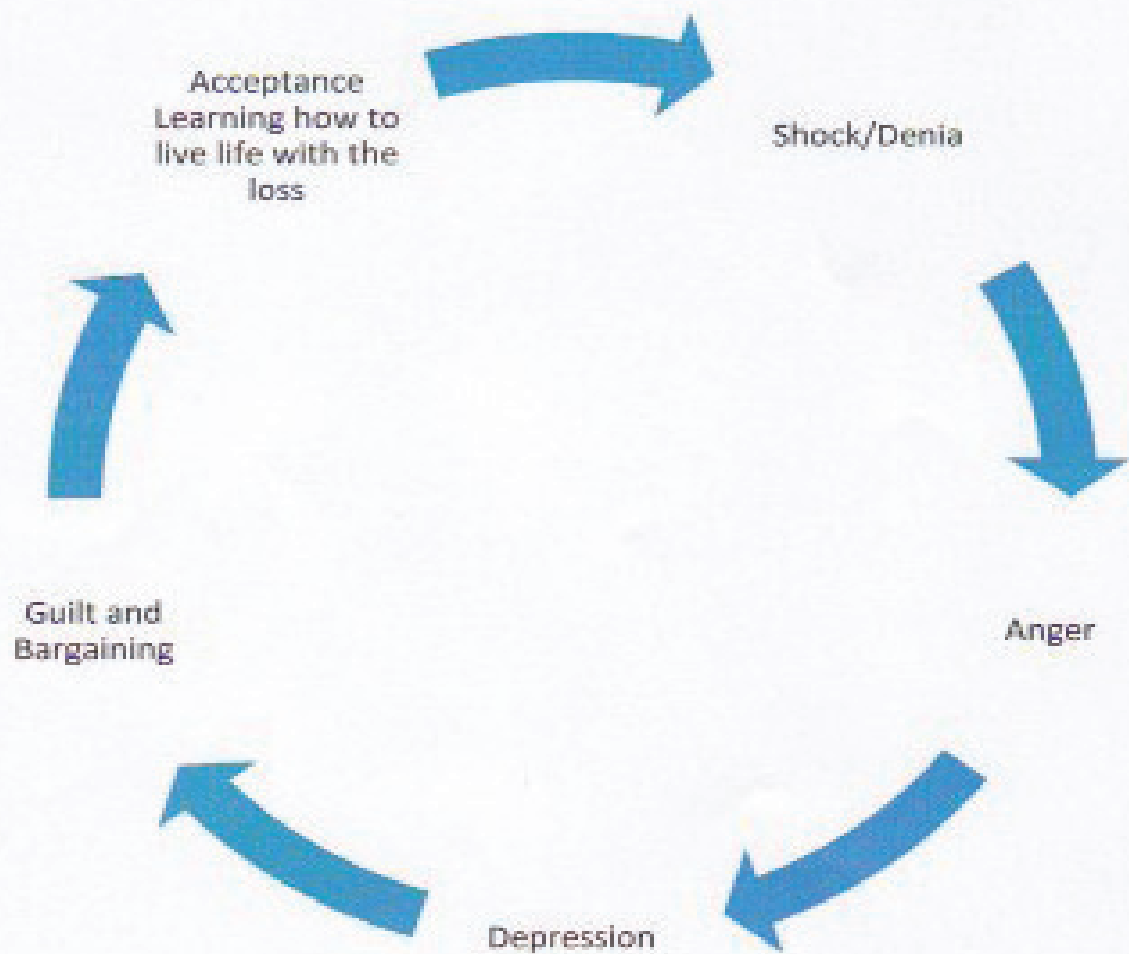 Acceptance
Learning how to
live life with the
loss
Shock/Denia
Anger
Depression
Guilt and
Bargaining